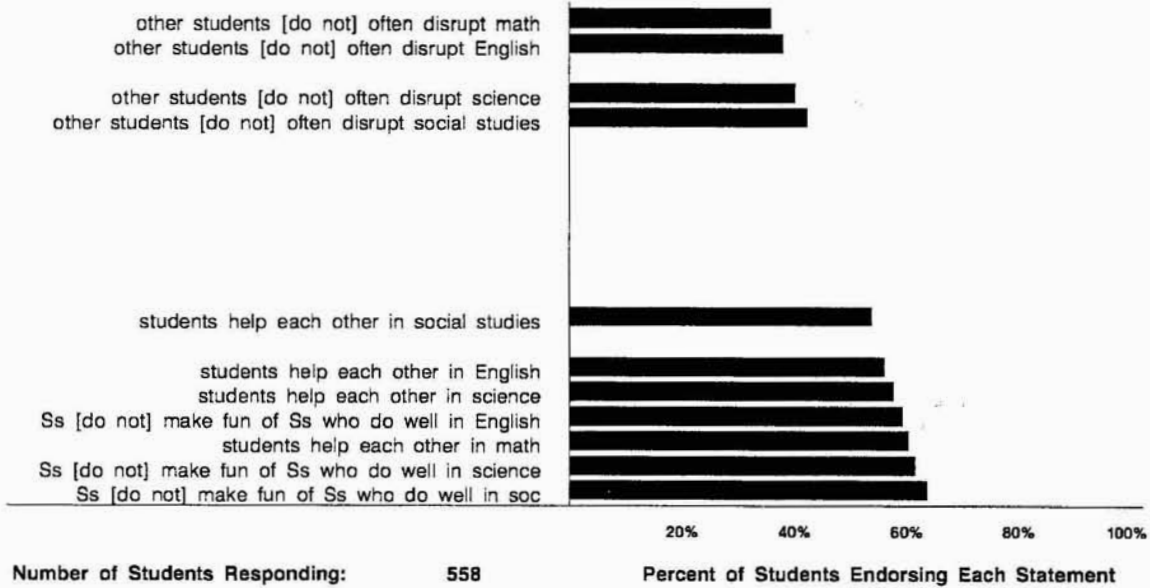 other students [do not] often disrupt math
other students [do not] often disrupt English
other students [do not] often disrupt science
other students [do not] often disrupt social studies
students help each other in social studies
students help each other in English
students help each other in science
Ss [do not] make fun of Ss who do well in English
students help each other in math
Ss [do not] make fun of Ss who do well in science
Ss [do not] make fun of Ss who do well in soc
20% 40% 60% 80% 100%
Number of Students Responding: 558 Percent of Students Endorsing Each Statement